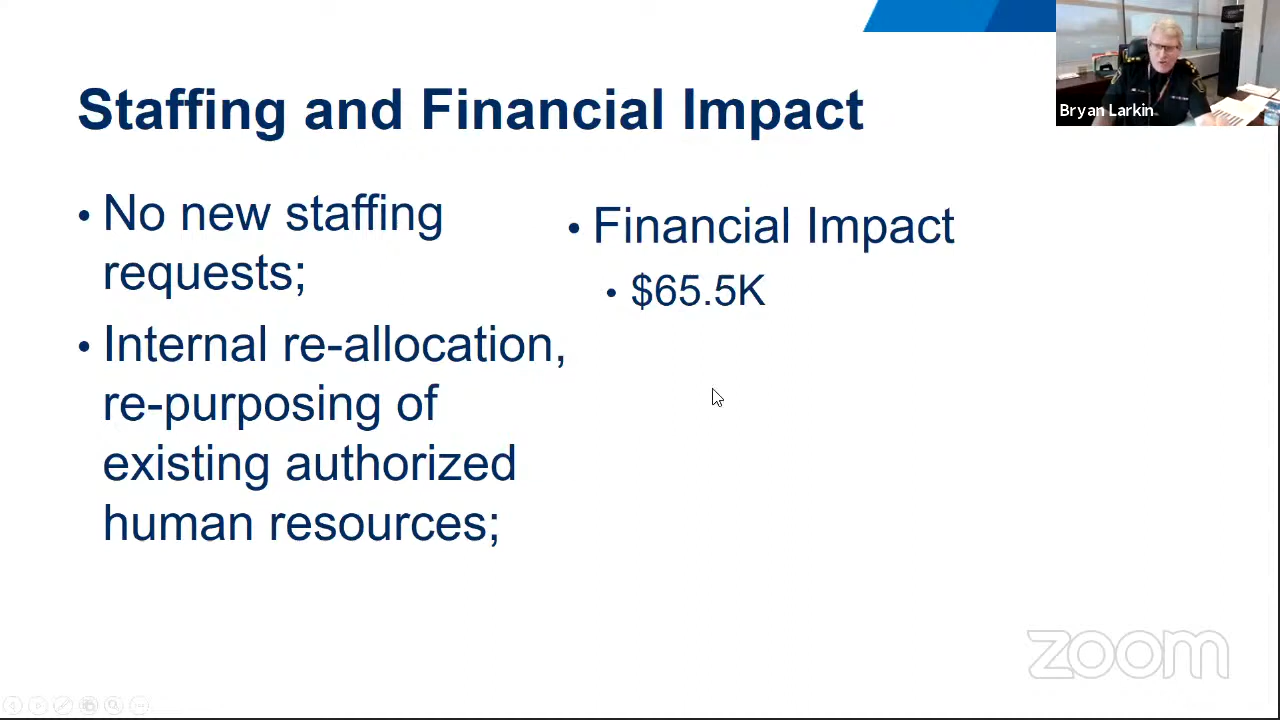 Staffing and Financial Impact
• No new staffing
requests;
• Internal re-allocation,
re-purposing of
existing authorized
human resources;
• Financial Impact
• $65.5K
Bryan Larkin
zoom